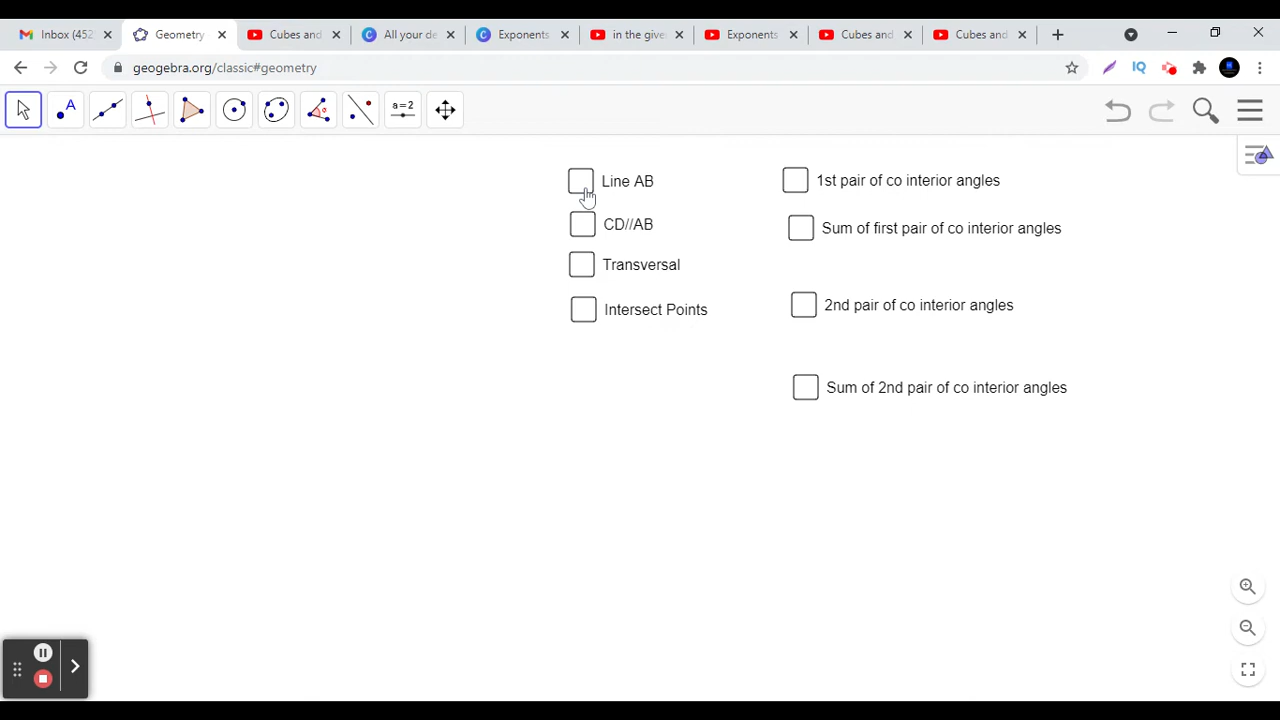 Inbox (452
Geometry
Cubes and
All your de
Exponents
in the give
Exponents
Cubes and
Cubes and
geogebra.org/classic#geometry
IQ
A
a=2
Line AB
CD//AB
Transversal
Intersect Points
1st pair of co interior angles
Sum of first pair of co interior angles
2nd pair of co interior angles
Sum of 2nd pair of co interior angles